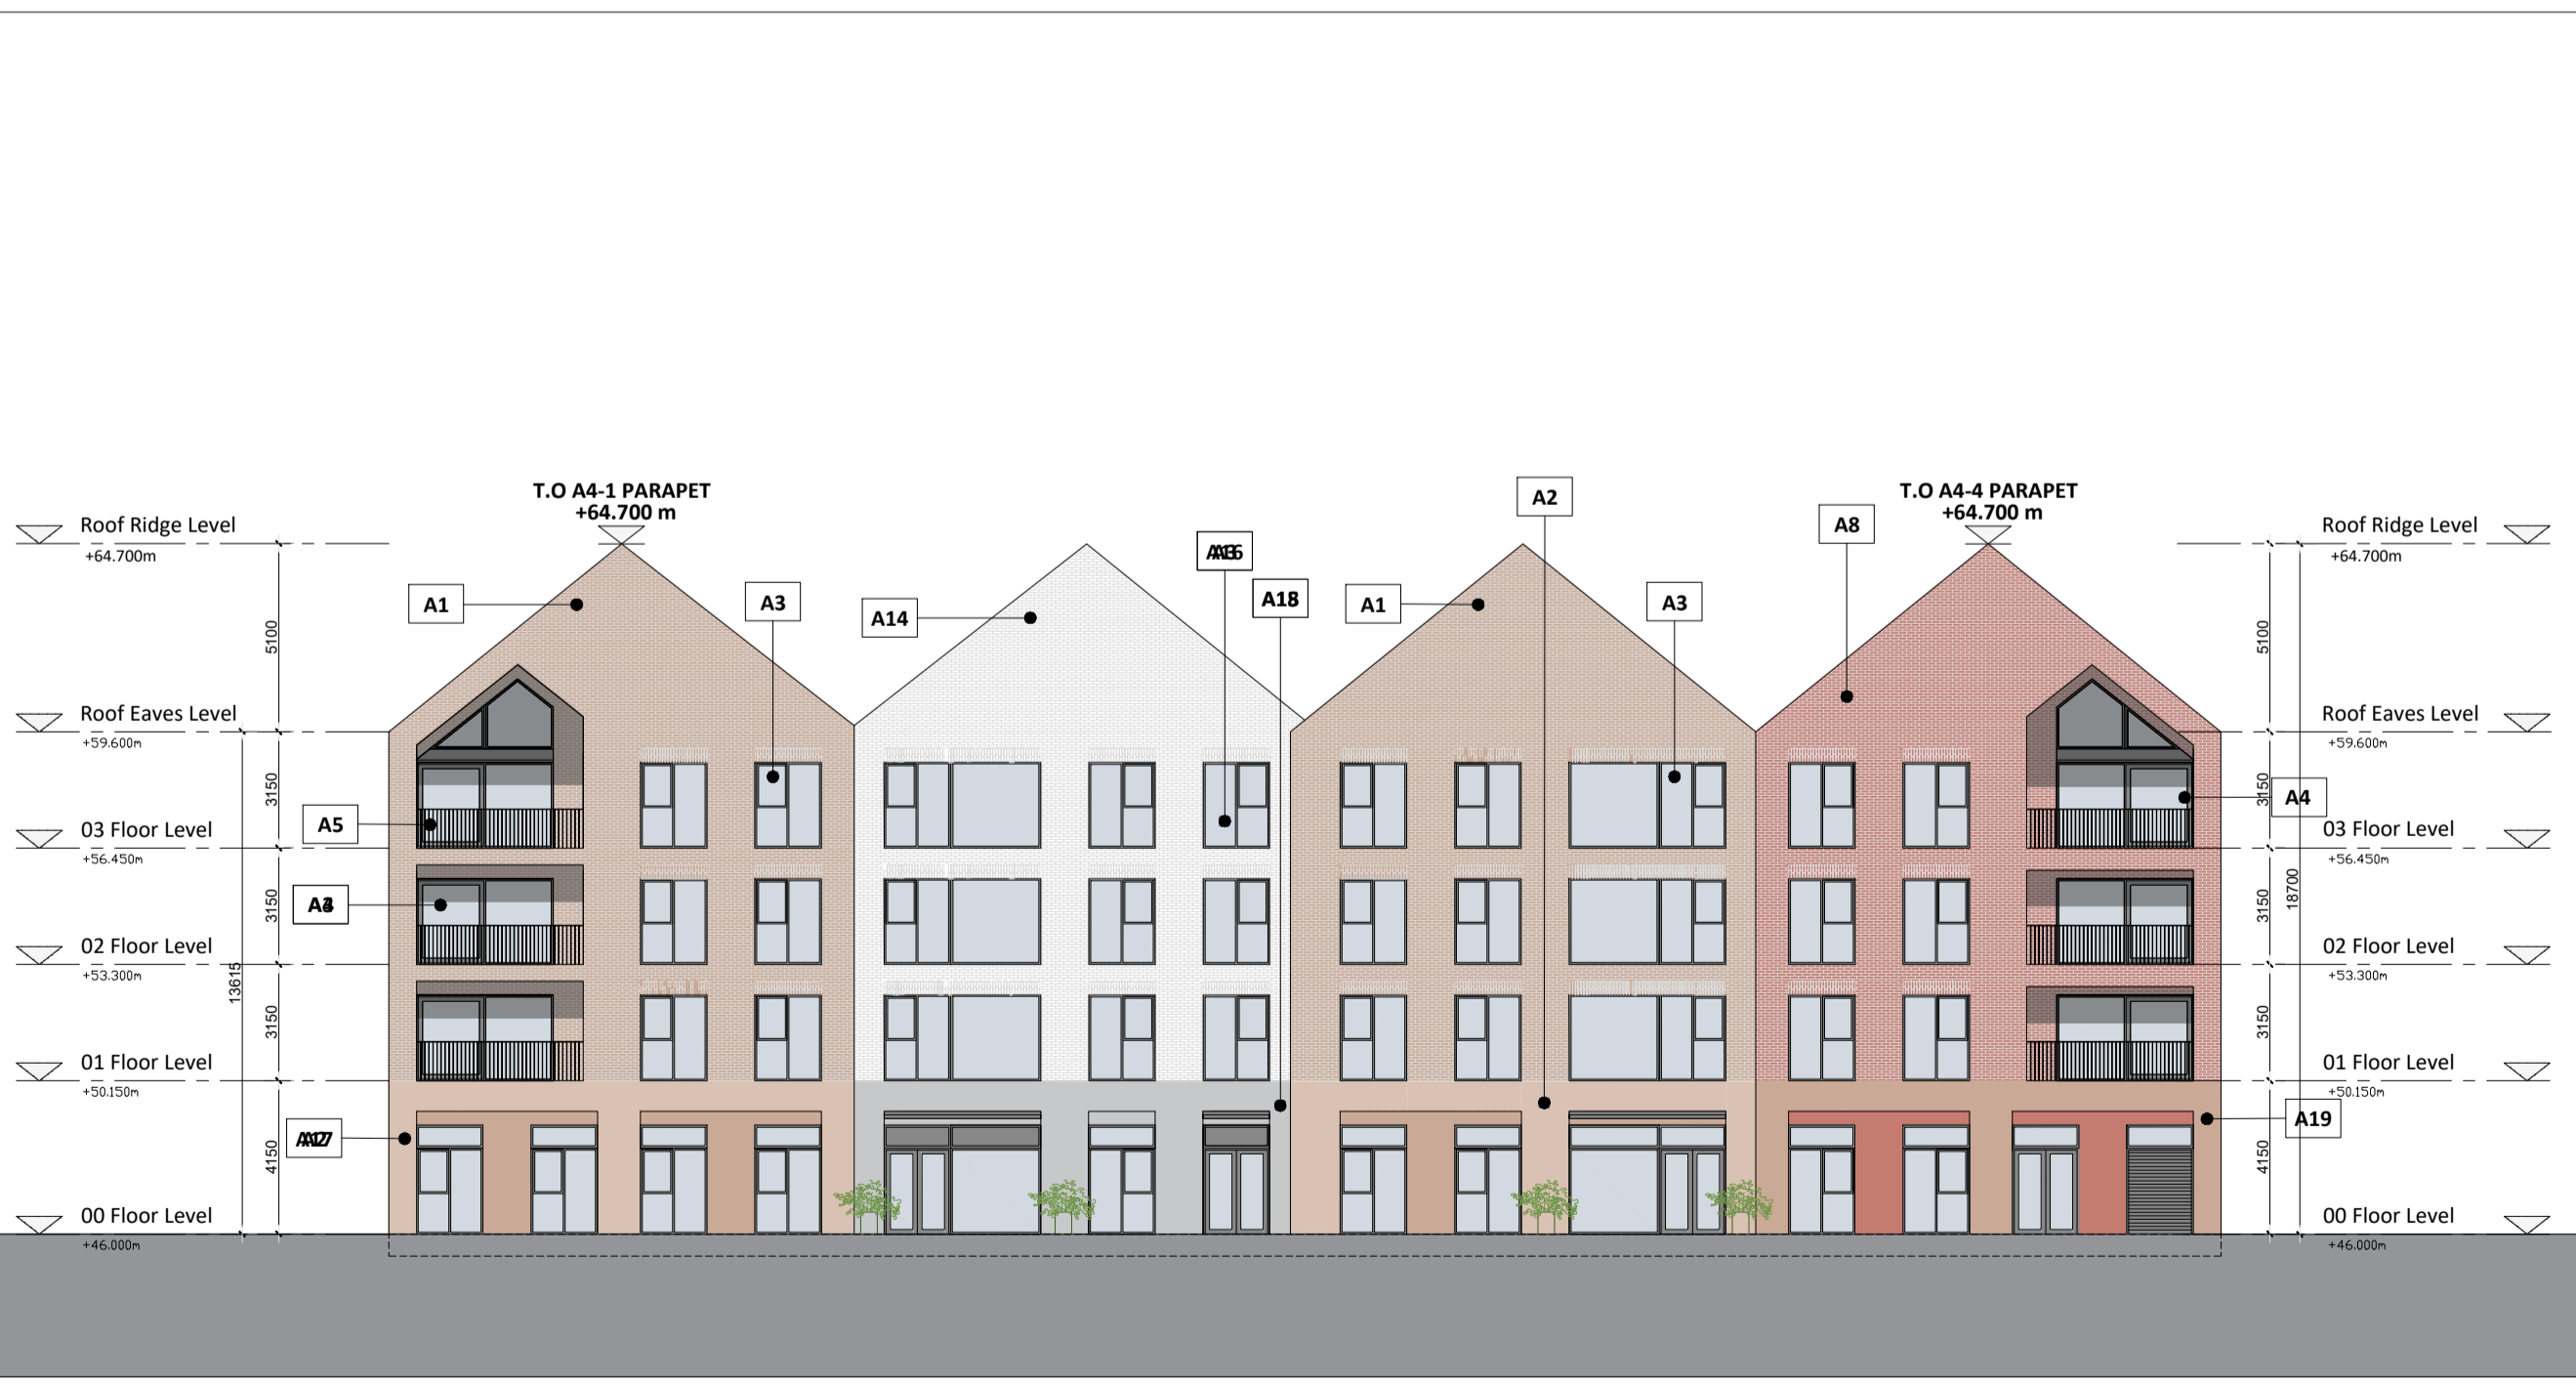 T.O A4-1 PARAPET
+64.700 m
T.O A4-4 PARAPET
+64.700 m
A2
A8
Roof Ridge Level
+64.700m
Roof Ridge Level
+64.700m
A18
A1
A3
A14
A1
A3
5100
5100
Roof Eaves Level
+59.600m
Roof Eaves Level
+59.600m
3150
3150
A4
A5
03 Floor Level
+56.450m
03 Floor Level
+56.450m
3150
3150
18700
02 Floor Level
+53.300m
02 Floor Level
+53.300m
13615
3150
3150
01 Floor Level
+50.150m
01 Floor Level
+50.150m
A19
4150
4150
00 Floor Level
+46.000m
00 Floor Level
+46.000m